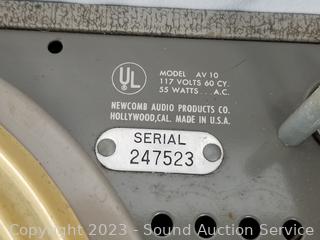 UL
MODEL AV 10
117 VOLTS 60 CY.
55 WATTS . . . A.C.
NEWCOMB AUDIO PRODUCTS CO.
HOLLYWOOD, CAL. MADE IN U.S.A.
SERIAL
247523
Copyright 2023 - Sound Auction Service